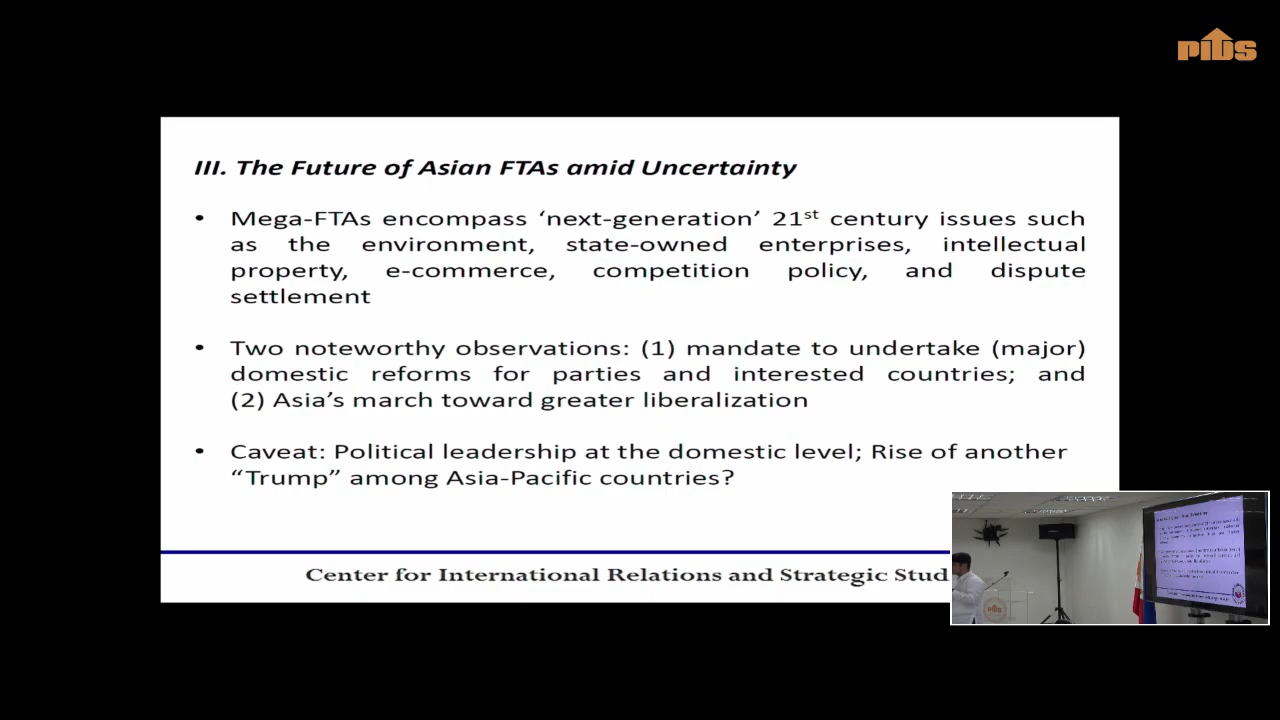 PIDS
III. The Future of Asian FTAs amid Uncertainty
• Mega-FTAs encompass ‘next-generation’ 21st century issues such
as the environment, state-owned enterprises, intellectual
property, e-commerce, competition policy, and dispute
settlement
• Two noteworthy observations: (1) mandate to undertake (major)
domestic reforms for parties and interested countries; and
(2) Asia’s march toward greater liberalization
• Caveat: Political leadership at the domestic level; Rise of another
“Trump” among Asia-Pacific countries?
Center for International Relations and Strategic Stud